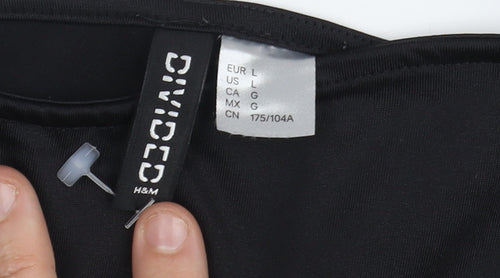 DIVIDED
H&M
EUR L
US L
CA G
MX G
CN 175/104A